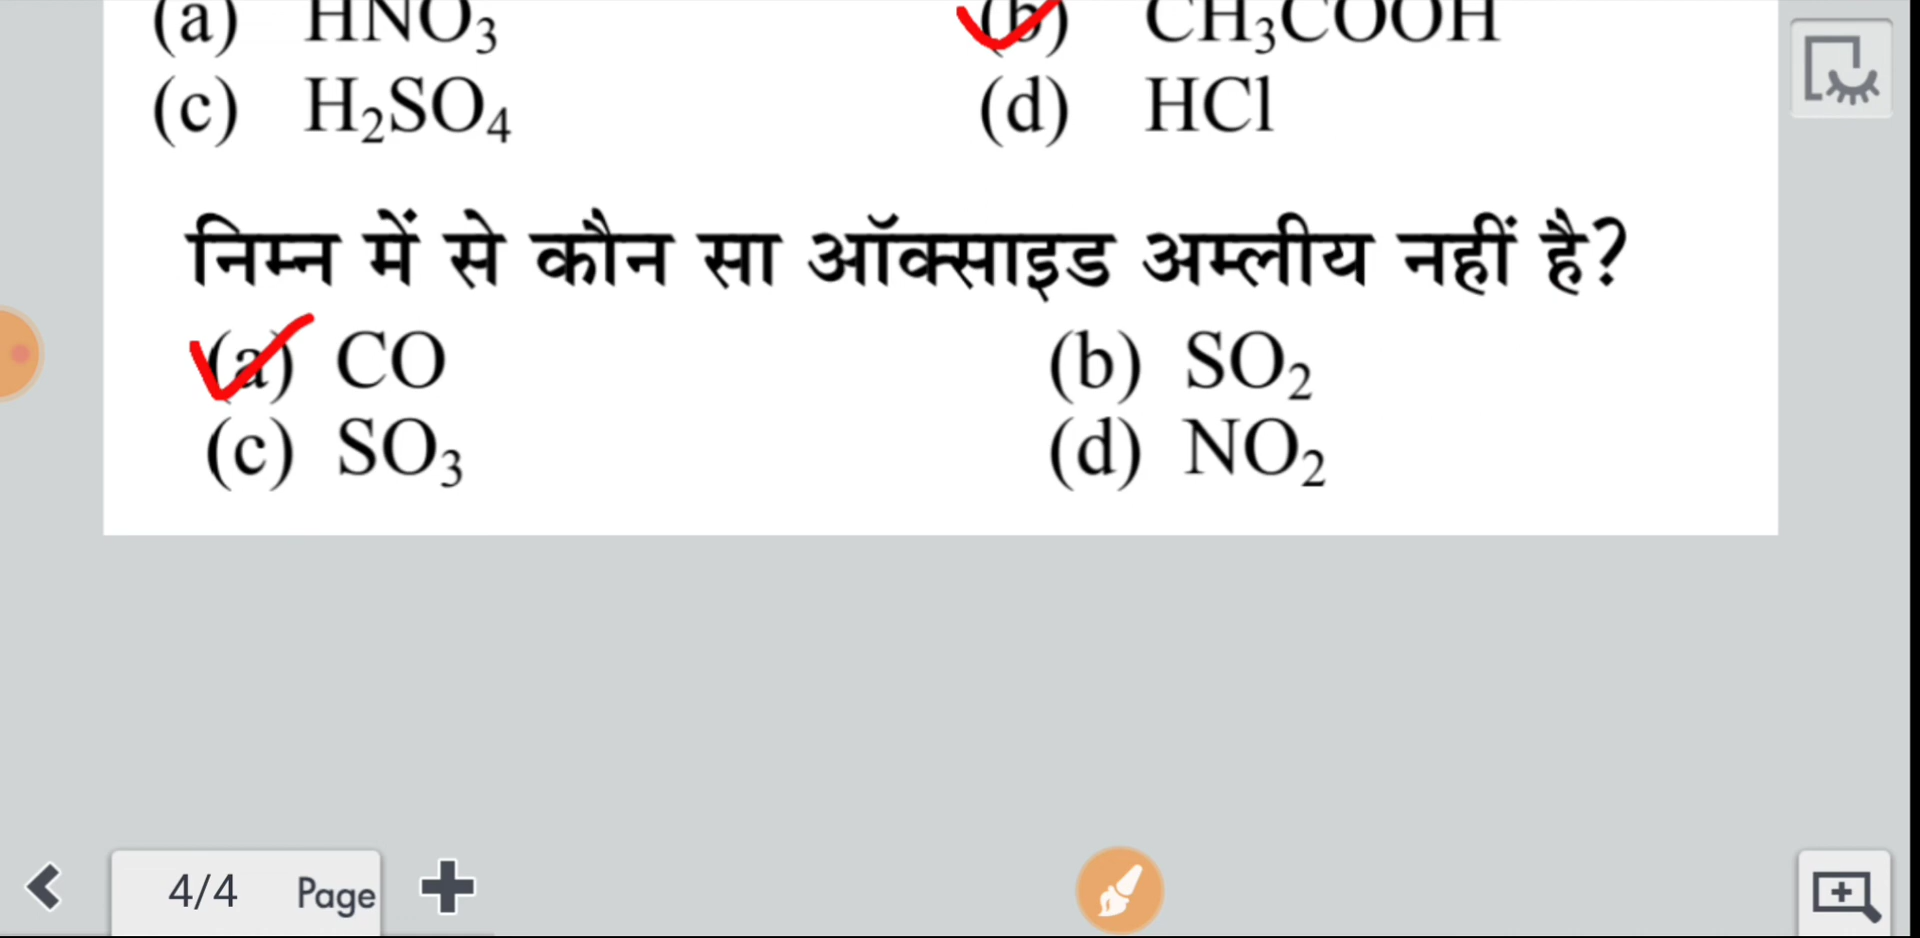 (a) HNO₃ (b) CH₃COOH
(c) H₂SO₄ (d) HCl
निम्न में से कौन सा ऑक्साइड अम्लीय नहीं है?
(a) CO (b) SO₂
(c) SO₃ (d) NO₂
4/4 Page